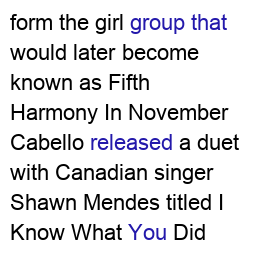 form the girl group that
would later become
known as Fifth
Harmony In November
Cabello released a duet
with Canadian singer
Shawn Mendes titled I
Know What You Did